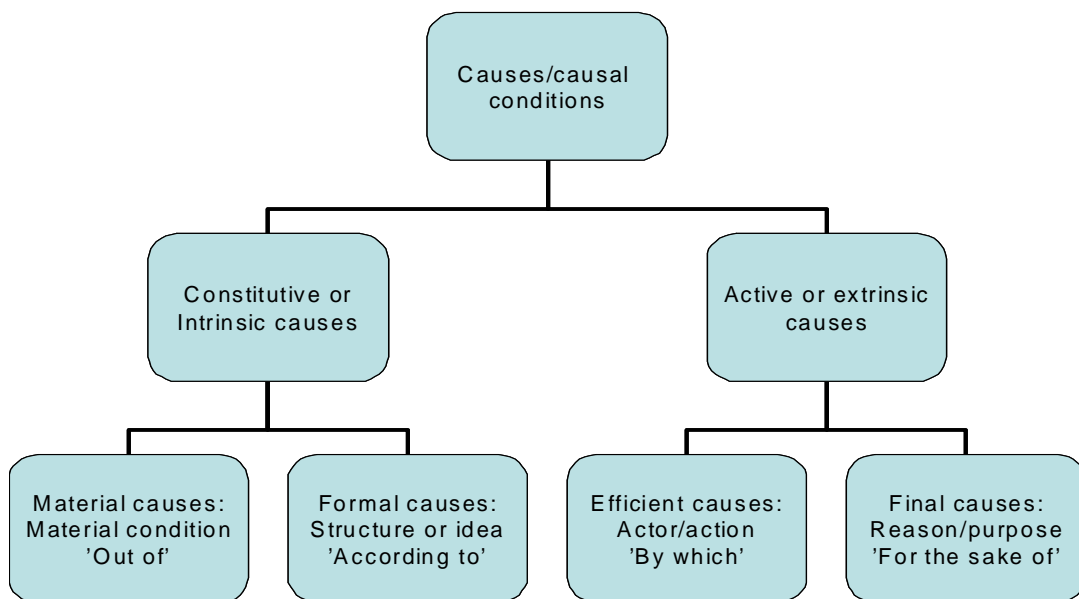 Causes/causal
conditions
Constitutive or
Intrinsic causes
Active or extrinsic
causes
Material causes:
Material condition
’Out of’
Formal causes:
Structure or idea
’According to’
Efficient causes:
Actor/action
’By which’
Final causes:
Reason/purpose
’For the sake of’